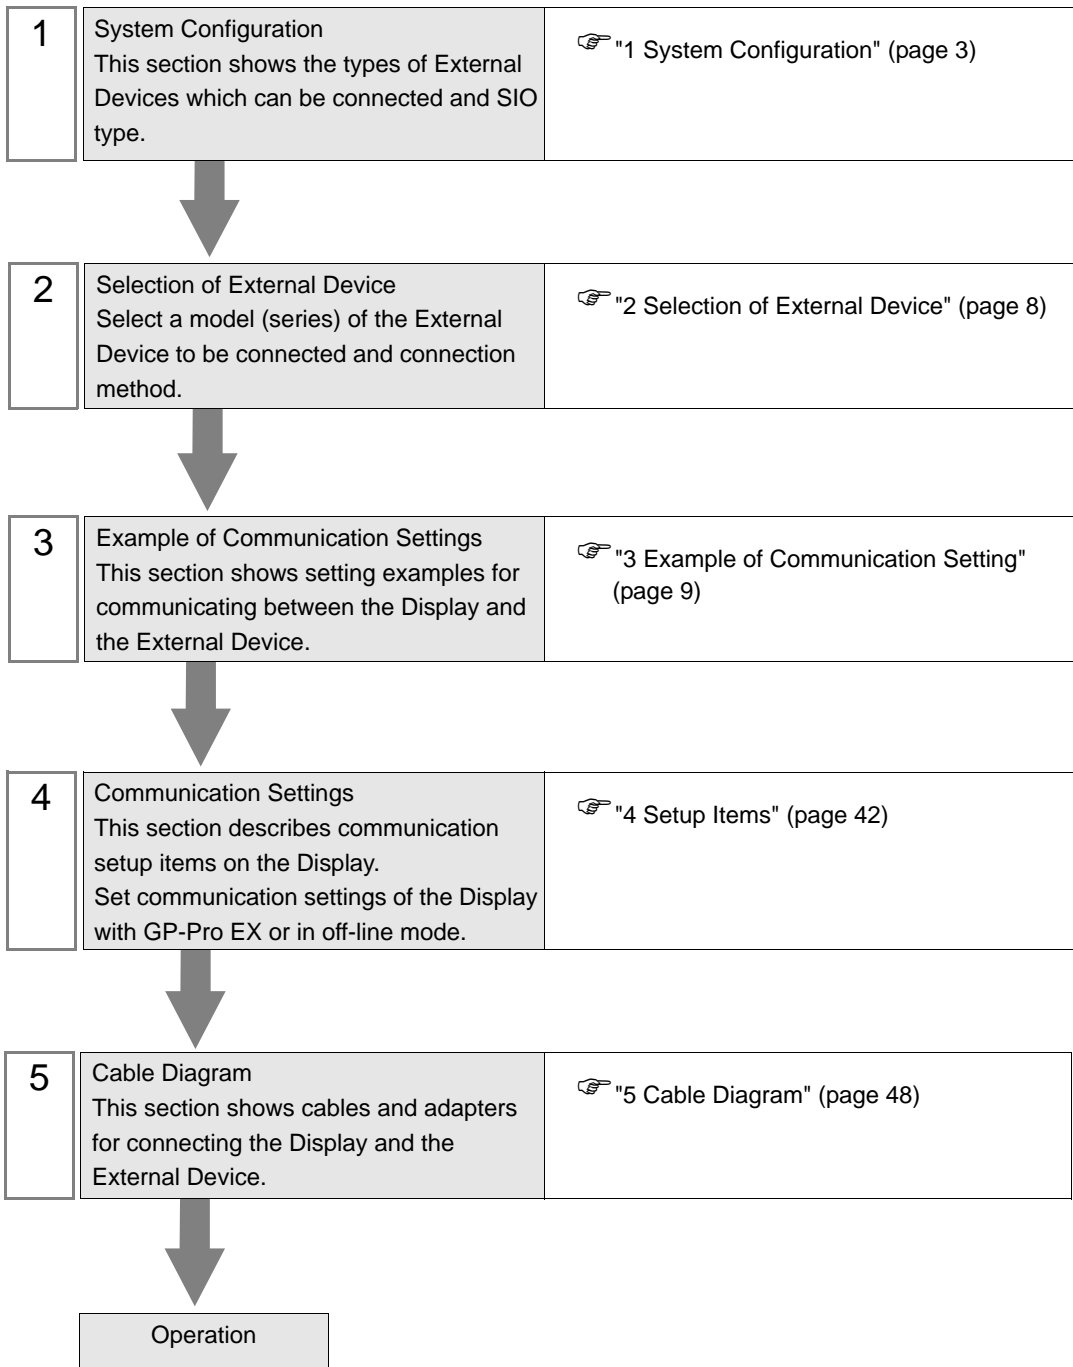 1
System Configuration
This section shows the types of External
Devices which can be connected and SIO
type.
"1 System Configuration" (page 3)
2
Selection of External Device
Select a model (series) of the External
Device to be connected and connection
method.
"2 Selection of External Device" (page 8)
3
Example of Communication Settings
This section shows setting examples for
communicating between the Display and
the External Device.
"3 Example of Communication Setting"
(page 9)
4
Communication Settings
This section describes communication
setup items on the Display.
Set communication settings of the Display
with GP-Pro EX or in off-line mode.
"4 Setup Items" (page 42)
5
Cable Diagram
This section shows cables and adapters
for connecting the Display and the
External Device.
"5 Cable Diagram" (page 48)
Operation